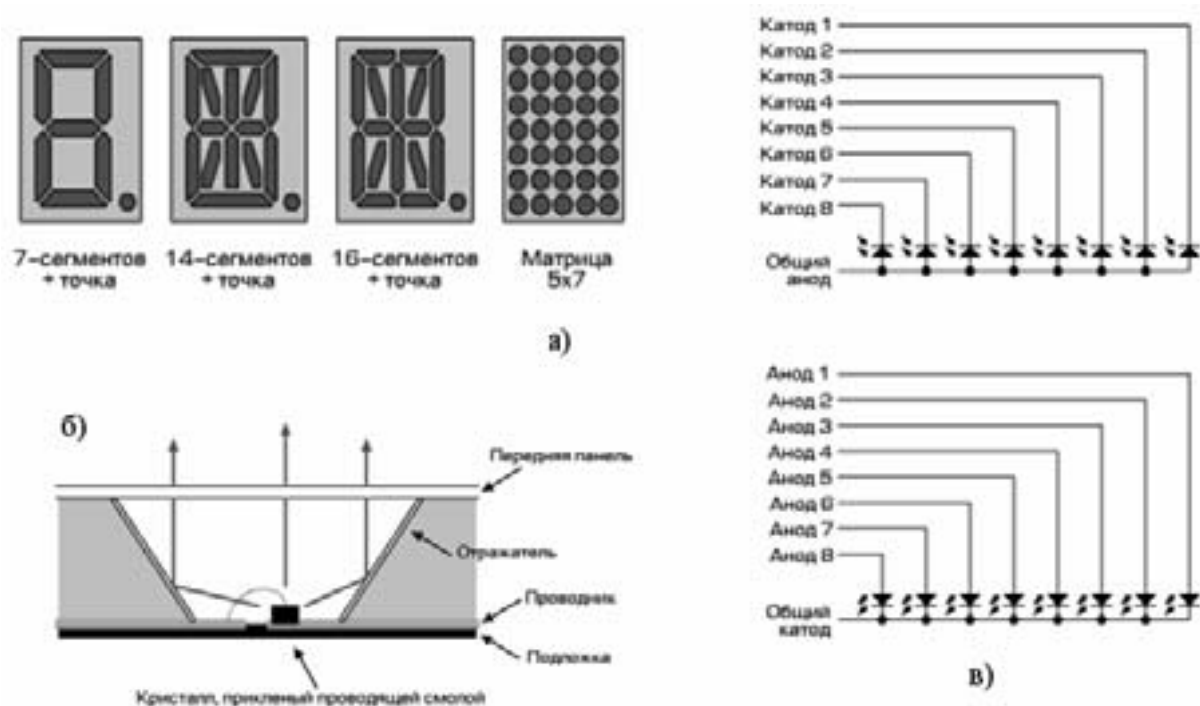 7-сегментов
+ точка
14-сегментов
+ точка
16-сегментов
+ точка
Матрица
5x7
а)
б)
Передняя панель
Отражатель
Проводник
Подложка
Кристалл, прикленый проводящей смолой
Катод 1
Катод 2
Катод 3
Катод 4
Катод 5
Катод 6
Катод 7
Катод 8
Общий
анод
Анод 1
Анод 2
Анод 3
Анод 4
Анод 5
Анод 6
Анод 7
Анод 8
Общий
катод
в)